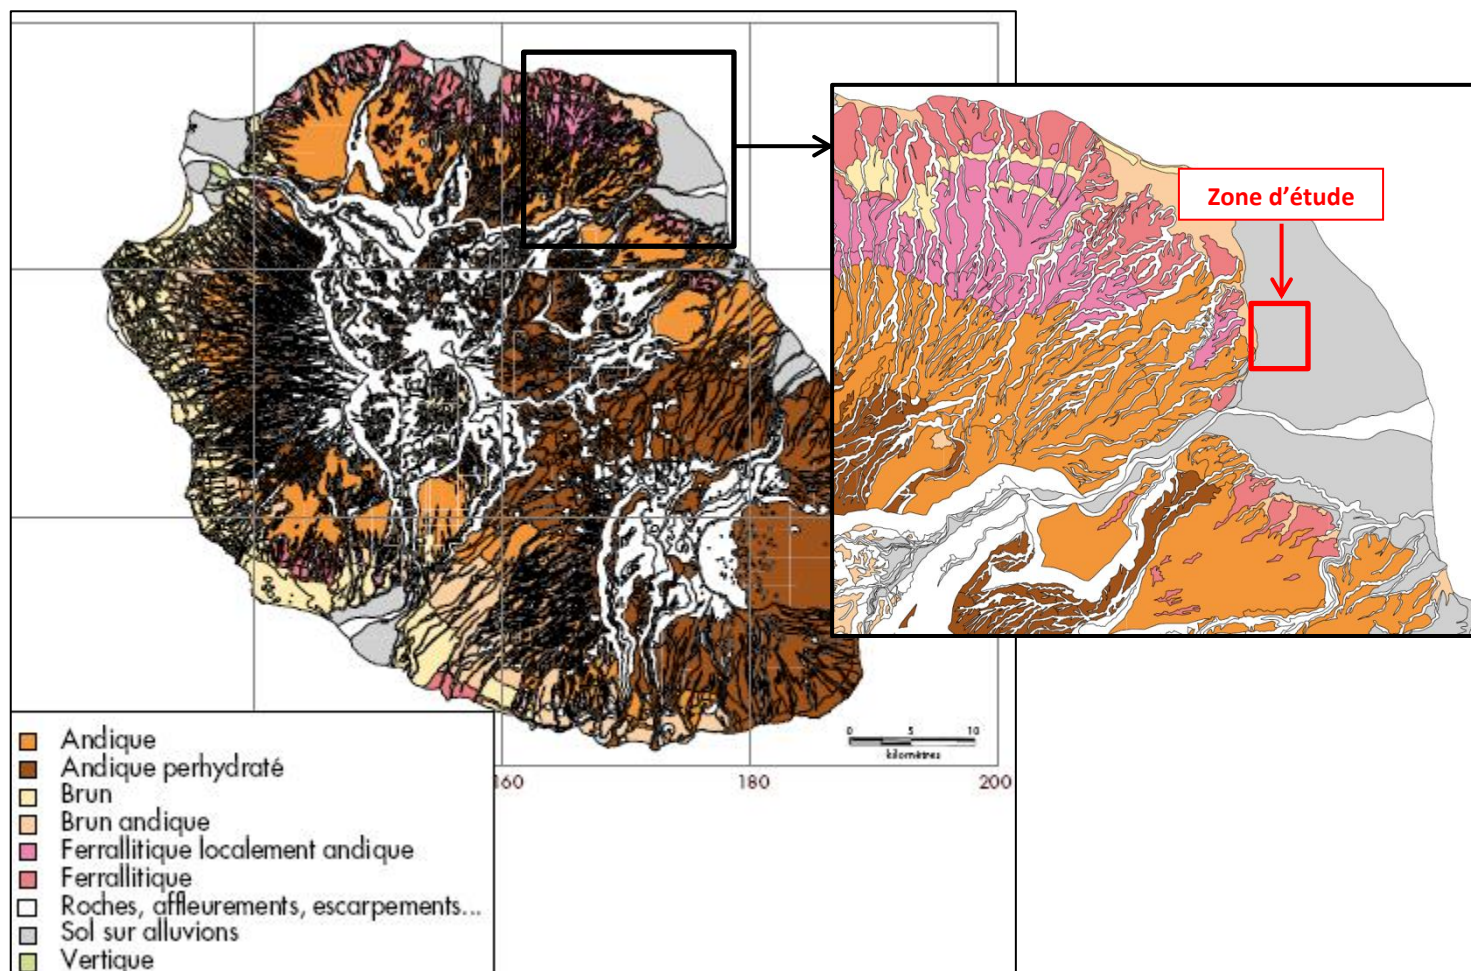 Zone d’étude
0 5 10
kilomètres
160 180 200
Andique
Andique perhydraté
Brun
Brun andique
Ferrallitique localement andique
Ferrallitique
Roches, affleurements, escarpements...
Sol sur alluvions
Vertique